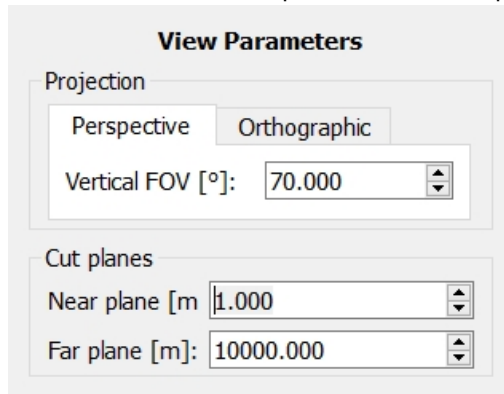 View Parameters
Projection
Perspective Orthographic
Vertical FOV [°]: 70.000
Cut planes
Near plane [m 1.000
Far plane [m]: 10000.000